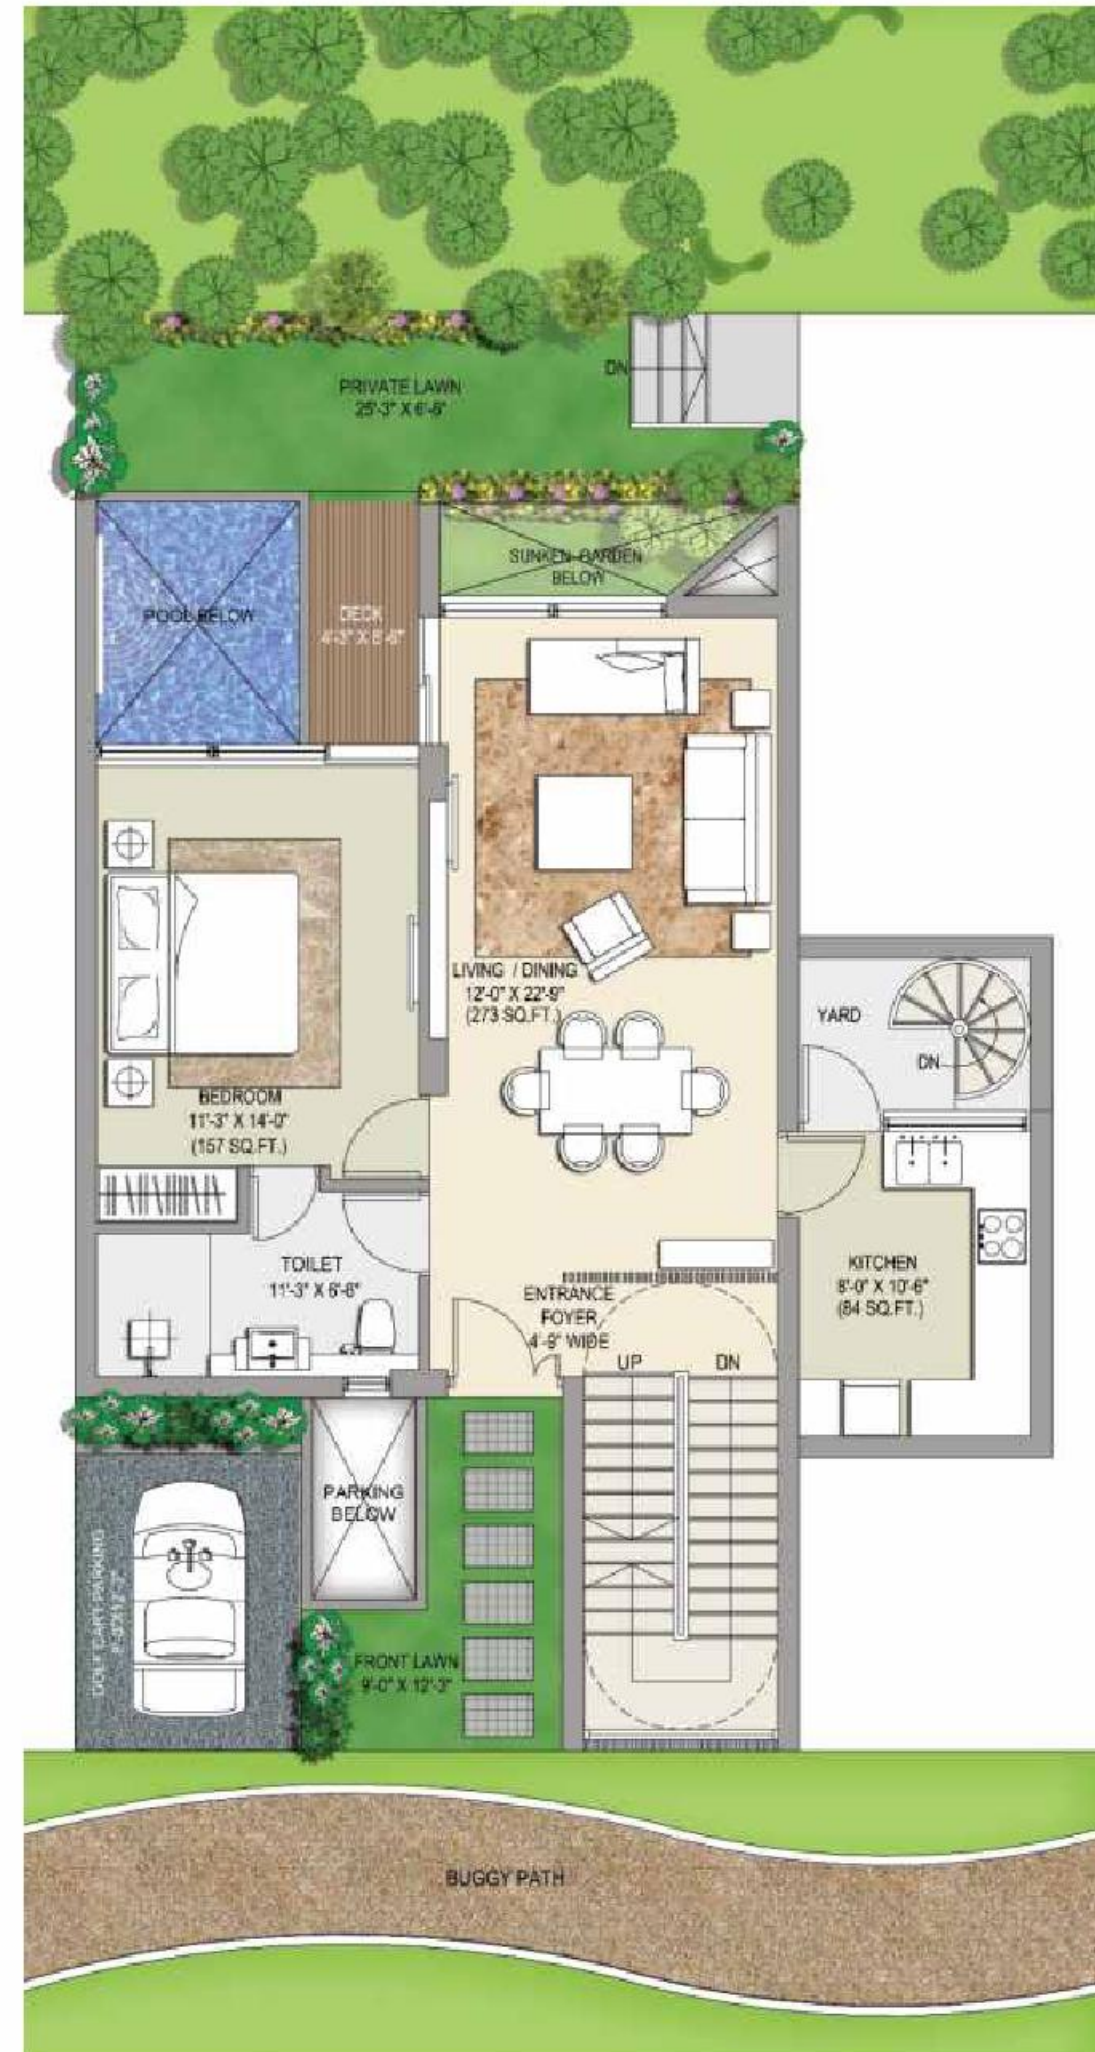 DN
PRIVATE LAWN
25'-3" X 6'-6"
SUNKEN GARDEN
BELOW
POOL BELOW
DECK
LIVING / DINING
12'-0" X 22'-9"
(273 SQ.FT.)
YARD
DN
BEDROOM
11'-3" X 14'-0"
(157 SQ.FT.)
TOILET
11'-3" X 6'-6"
KITCHEN
8'-0" X 10'-6"
(84 SQ.FT.)
ENTRANCE
FOYER
4'-9" WIDE
UP
DN
PARKING
BELOW
GOLF CART PARKING
FRONT LAWN
9'-0" X 12'-3"
BUGGY PATH